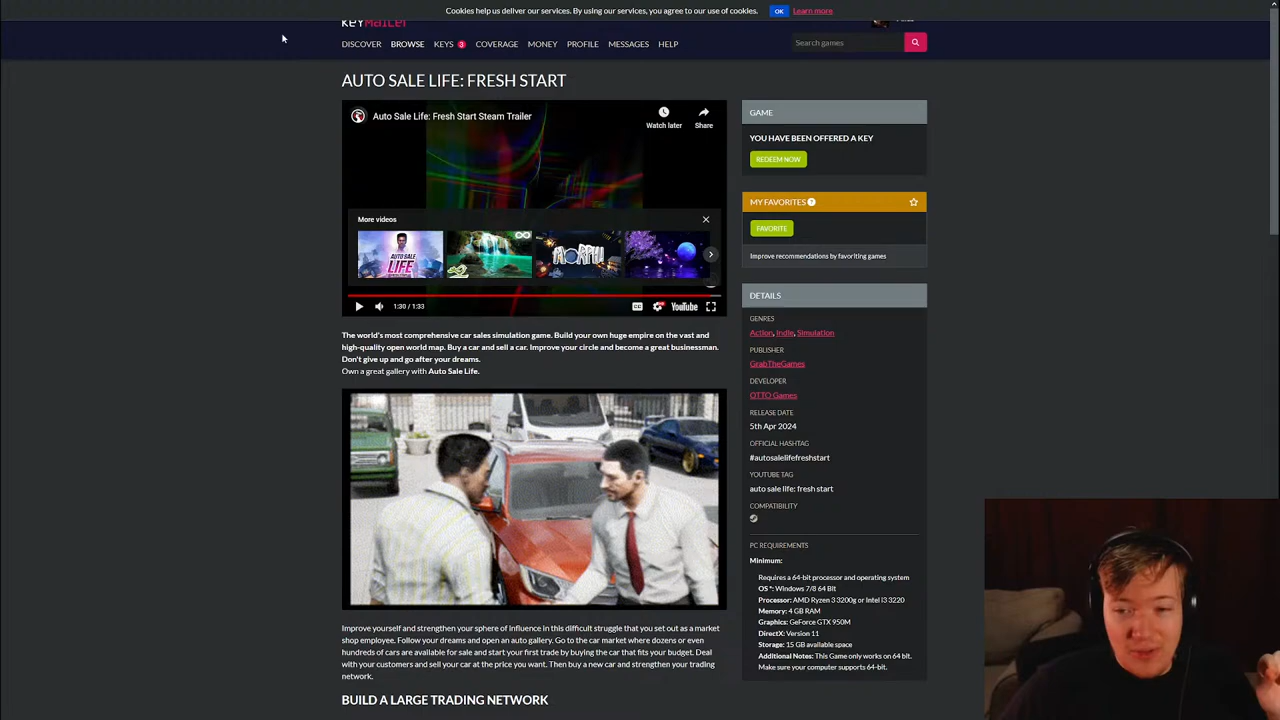 Cookies help us deliver our services. By using our services, you agree to our use of cookies. OK Learn more
KEYMAILER
DISCOVER BROWSE KEYS 3 COVERAGE MONEY PROFILE MESSAGES HELP Search games
AUTO SALE LIFE: FRESH START
Auto Sale Life: Fresh Start Steam Trailer
Watch later Share
More videos
AUTO SALE LIFE
MORPH
1:30 / 1:33 CC YouTube
The world's most comprehensive car sales simulation game. Build your own huge empire on the vast and
high-quality open world map. Buy a car and sell a car. Improve your circle and become a great businessman.
Don't give up and go after your dreams.
Own a great gallery with Auto Sale Life.
Improve yourself and strengthen your sphere of influence in this difficult struggle that you set out as a market
shop employee. Follow your dreams and open an auto gallery. Go to the car market where dozens or even
hundreds of cars are available for sale and start your first trade by buying the car that fits your budget. Deal
with your customers and sell your car at the price you want. Then buy a new car and strengthen your trading
network.
BUILD A LARGE TRADING NETWORK
GAME
YOU HAVE BEEN OFFERED A KEY
REDEEM NOW
MY FAVORITES ?
FAVORITE
Improve recommendations by favoriting games
DETAILS
GENRES
Action, Indie, Simulation
PUBLISHER
GrabTheGames
DEVELOPER
OTTO Games
RELEASE DATE
5th Apr 2024
OFFICIAL HASHTAG
#autosalelifefreshstart
YOUTUBE TAG
auto sale life: fresh start
COMPATIBILITY
PC REQUIREMENTS
Minimum:
Requires a 64-bit processor and operating system
OS *: Windows 7/8 64 Bit
Processor: AMD Ryzen 3 3200g or Intel I3 3220
Memory: 4 GB RAM
Graphics: GeForce GTX 950M
DirectX: Version 11
Storage: 15 GB available space
Additional Notes: This Game only works on 64 bit.
Make sure your computer supports 64-bit.